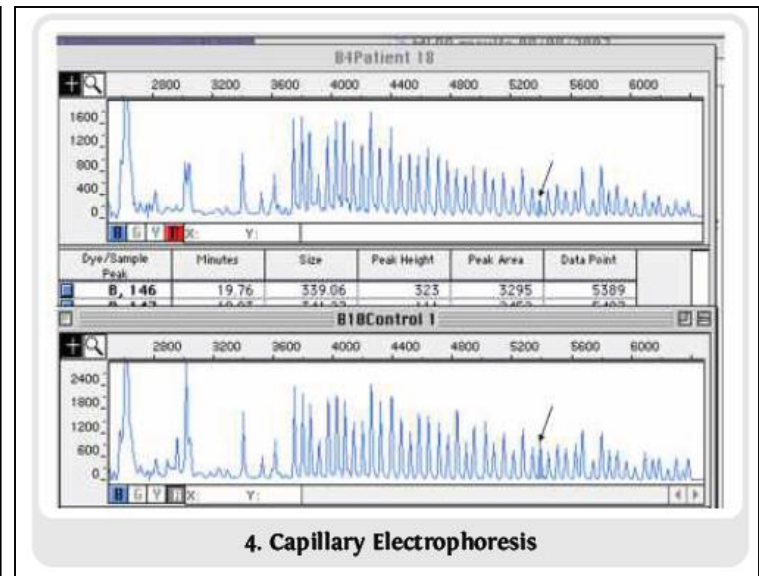 B4Patient 18
2800 3200 3600 4000 4400 4800 5200 5600 6000
1600
1200
800
400
0
B G Y R X: Y:
Dye/Sample Peak Minutes Size Peak Height Peak Area Data Point
B, 146 19.76 339.06 323 3295 5389
B18Control 1
2800 3200 3600 4000 4400 4800 5200 5600 6000
2400
1800
1200
600
0
B G Y X: Y:
4. Capillary Electrophoresis